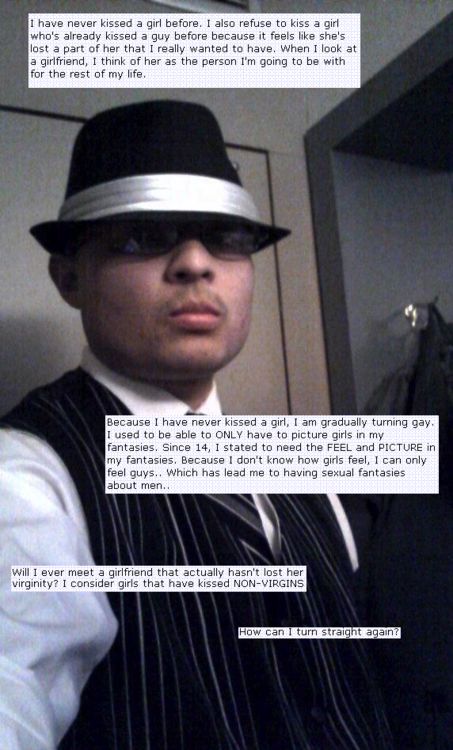 I have never kissed a girl before. I also refuse to kiss a girl
who's already kissed a guy before because it feels like she's
lost a part of her that I really wanted to have. When I look at
a girlfriend, I think of her as the person I'm going to be with
for the rest of my life.
Because I have never kissed a girl, I am gradually turning gay.
I used to be able to ONLY have to picture girls in my
fantasies. Since 14, I stated to need the FEEL and PICTURE in
my fantasies. Because I don't know how girls feel, I can only
feel guys.. Which has lead me to having sexual fantasies
about men..
Will I ever meet a girlfriend that actually hasn't lost her
virginity? I consider girls that have kissed NON-VIRGINS
How can I turn straight again?